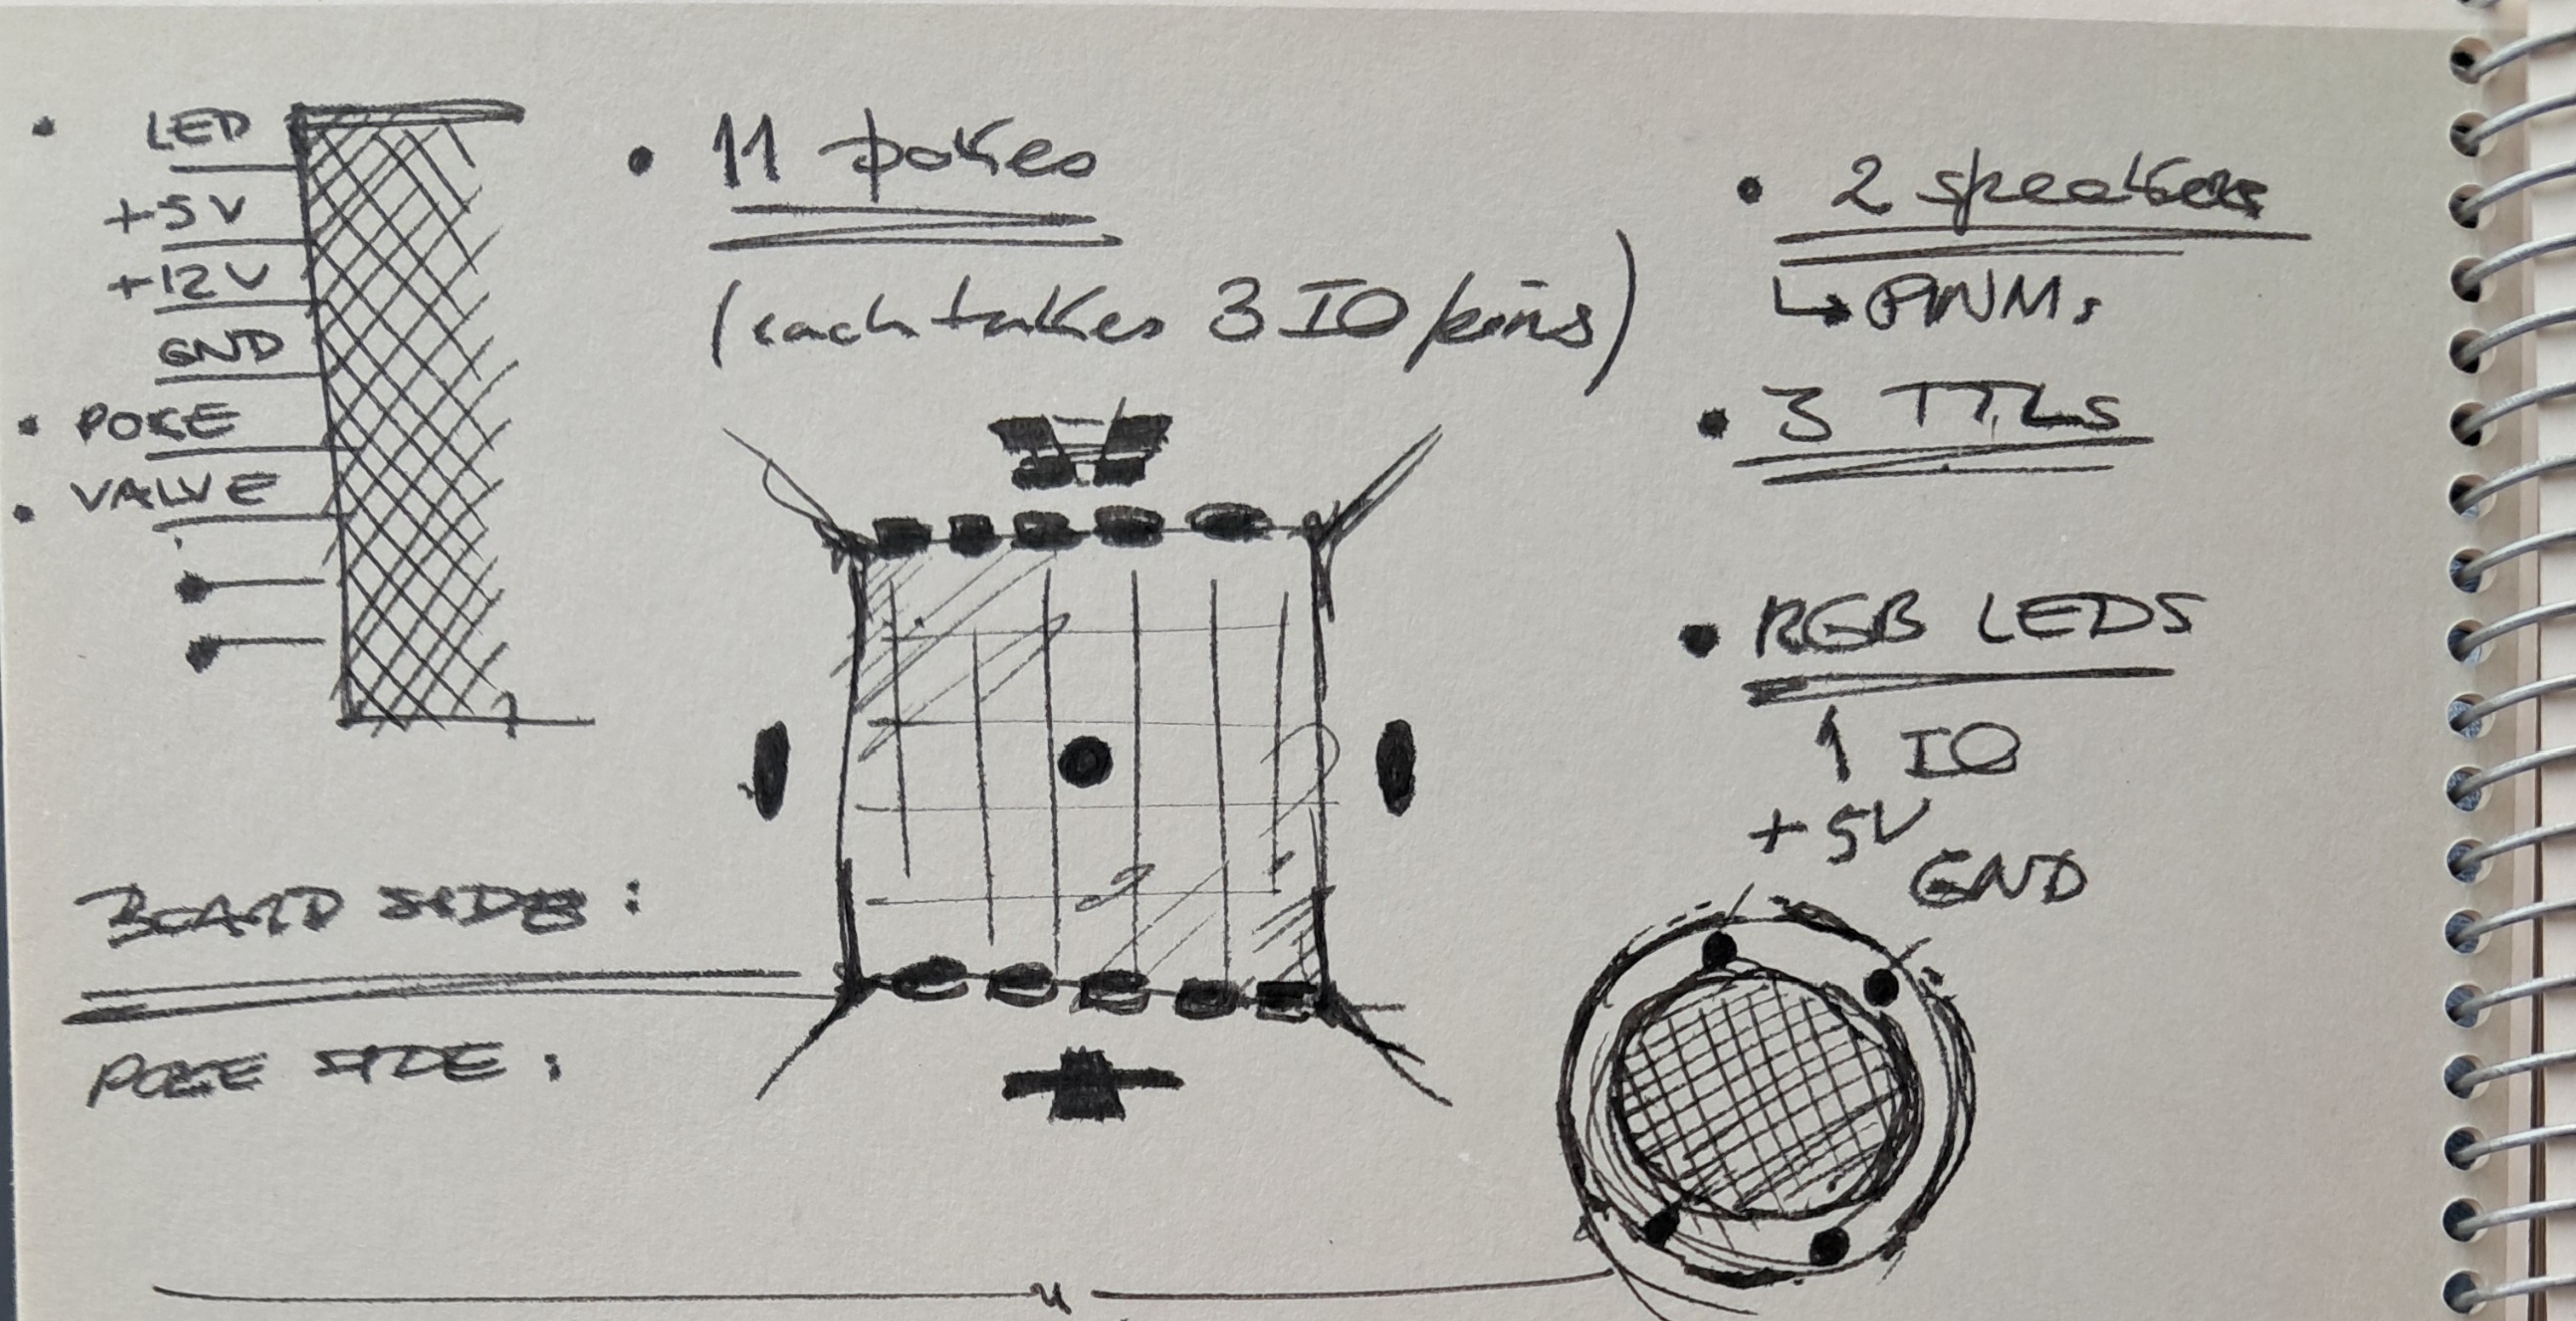 • LED
+5V
+12V
GND
• POKE
• VALVE
BOARD SIDE :
POKE SIDE :
• 11 pokes
(each takes 3 IO pins)
• 2 speakers
↳ PWMs
• 3 TTLs
• RGB LEDS
1 IO
+5V
GND